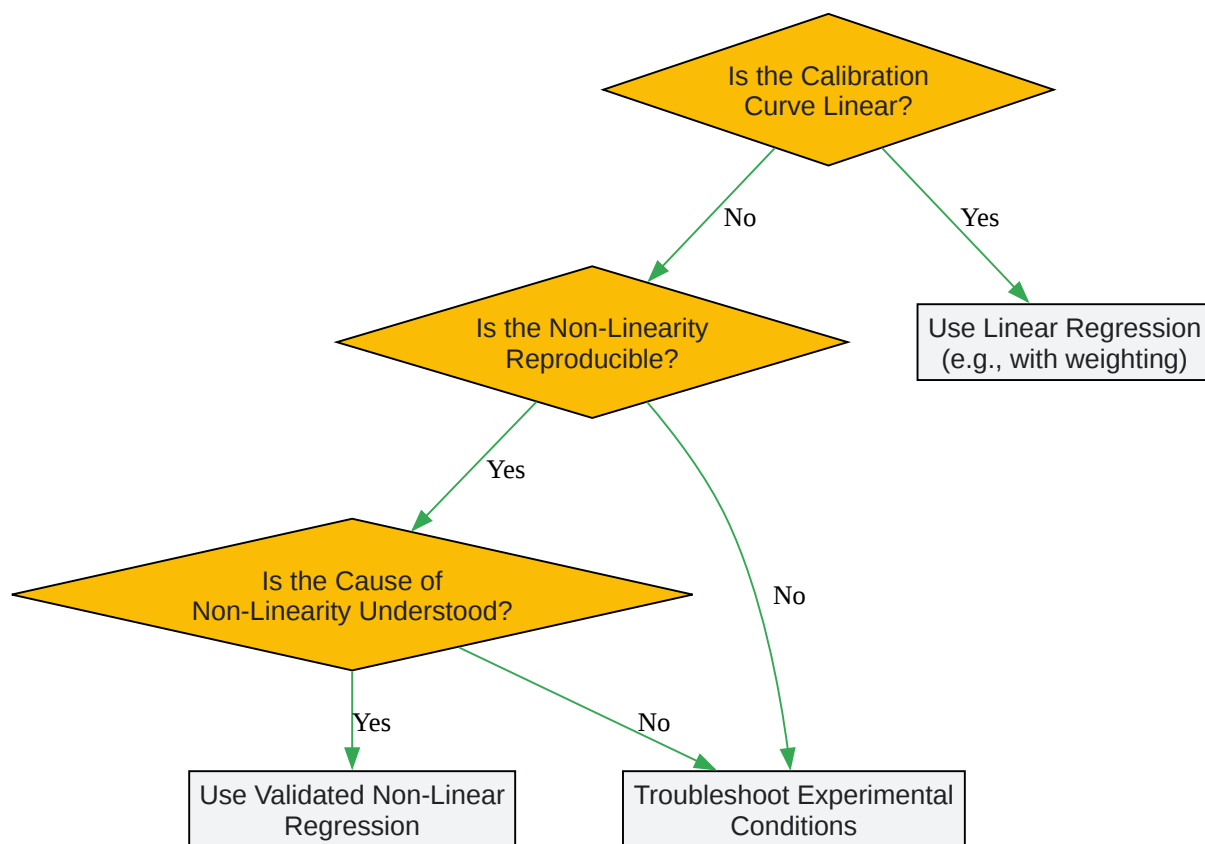 Is the Calibration
Curve Linear?
No
Yes
Is the Non-Linearity
Reproducible?
Use Linear Regression
(e.g., with weighting)
Yes
No
Is the Cause of
Non-Linearity Understood?
Yes
No
Use Validated Non-Linear
Regression
Troubleshoot Experimental
Conditions